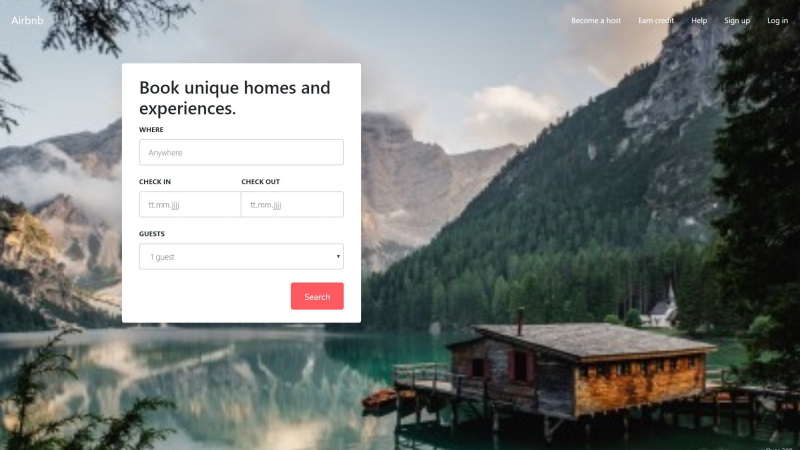 Airbnb
Become a host Earn credit Help Sign up Log in
Book unique homes and
experiences.
WHERE
Anywhere
CHECK IN CHECK OUT
tt.mm.jjjj tt.mm.jjjj
GUESTS
1 guest
Search